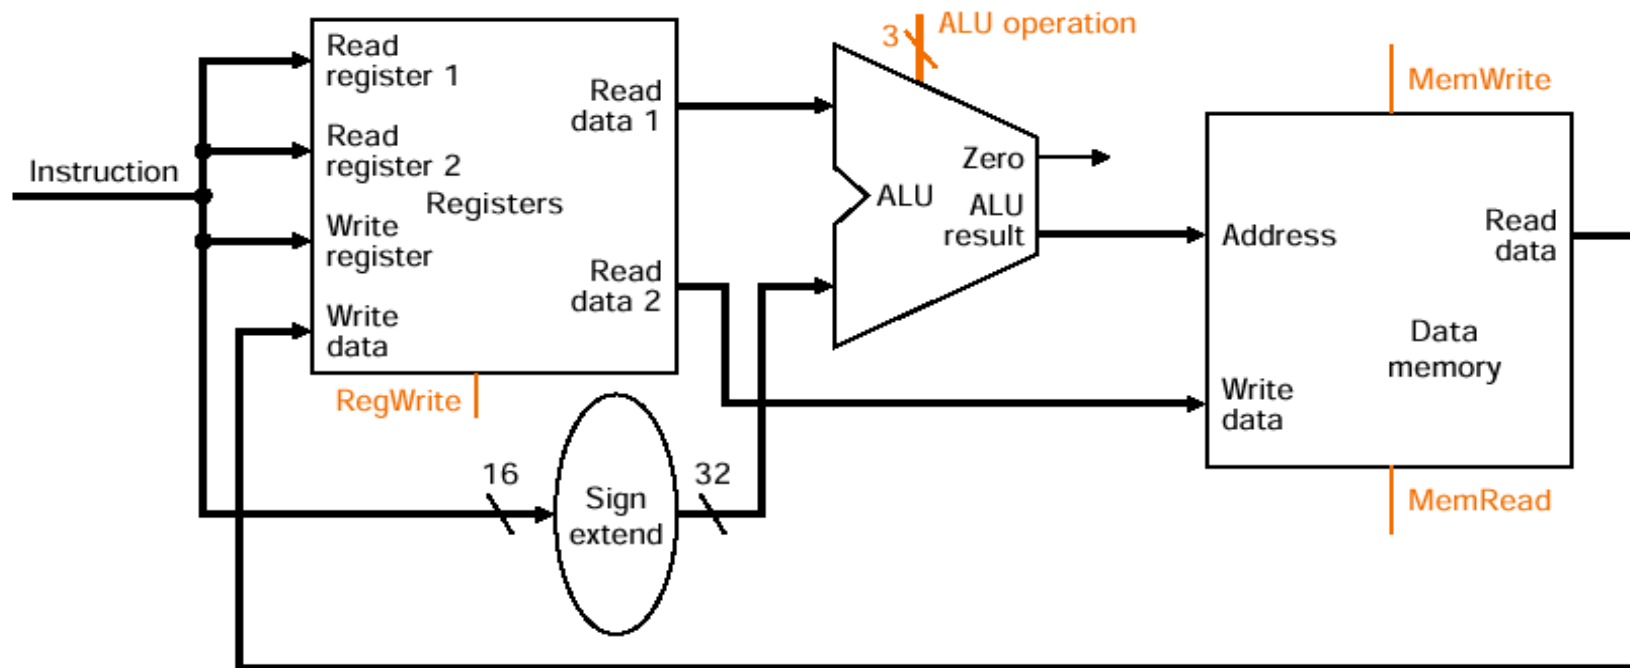 Instruction
Read
register 1
Read
register 2
Registers
Write
register
Write
data
Read
data 1
Read
data 2
RegWrite
16
Sign
extend
32
3
ALU operation
Zero
ALU
ALU
result
MemWrite
Address
Read
data
Data
memory
Write
data
MemRead